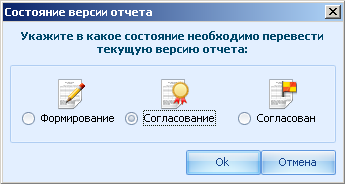 Состояние версии отчета
Укажите в какое состояние необходимо перевести
текущую версию отчета:
Формирование
Согласование
Согласован
Ok
Отмена